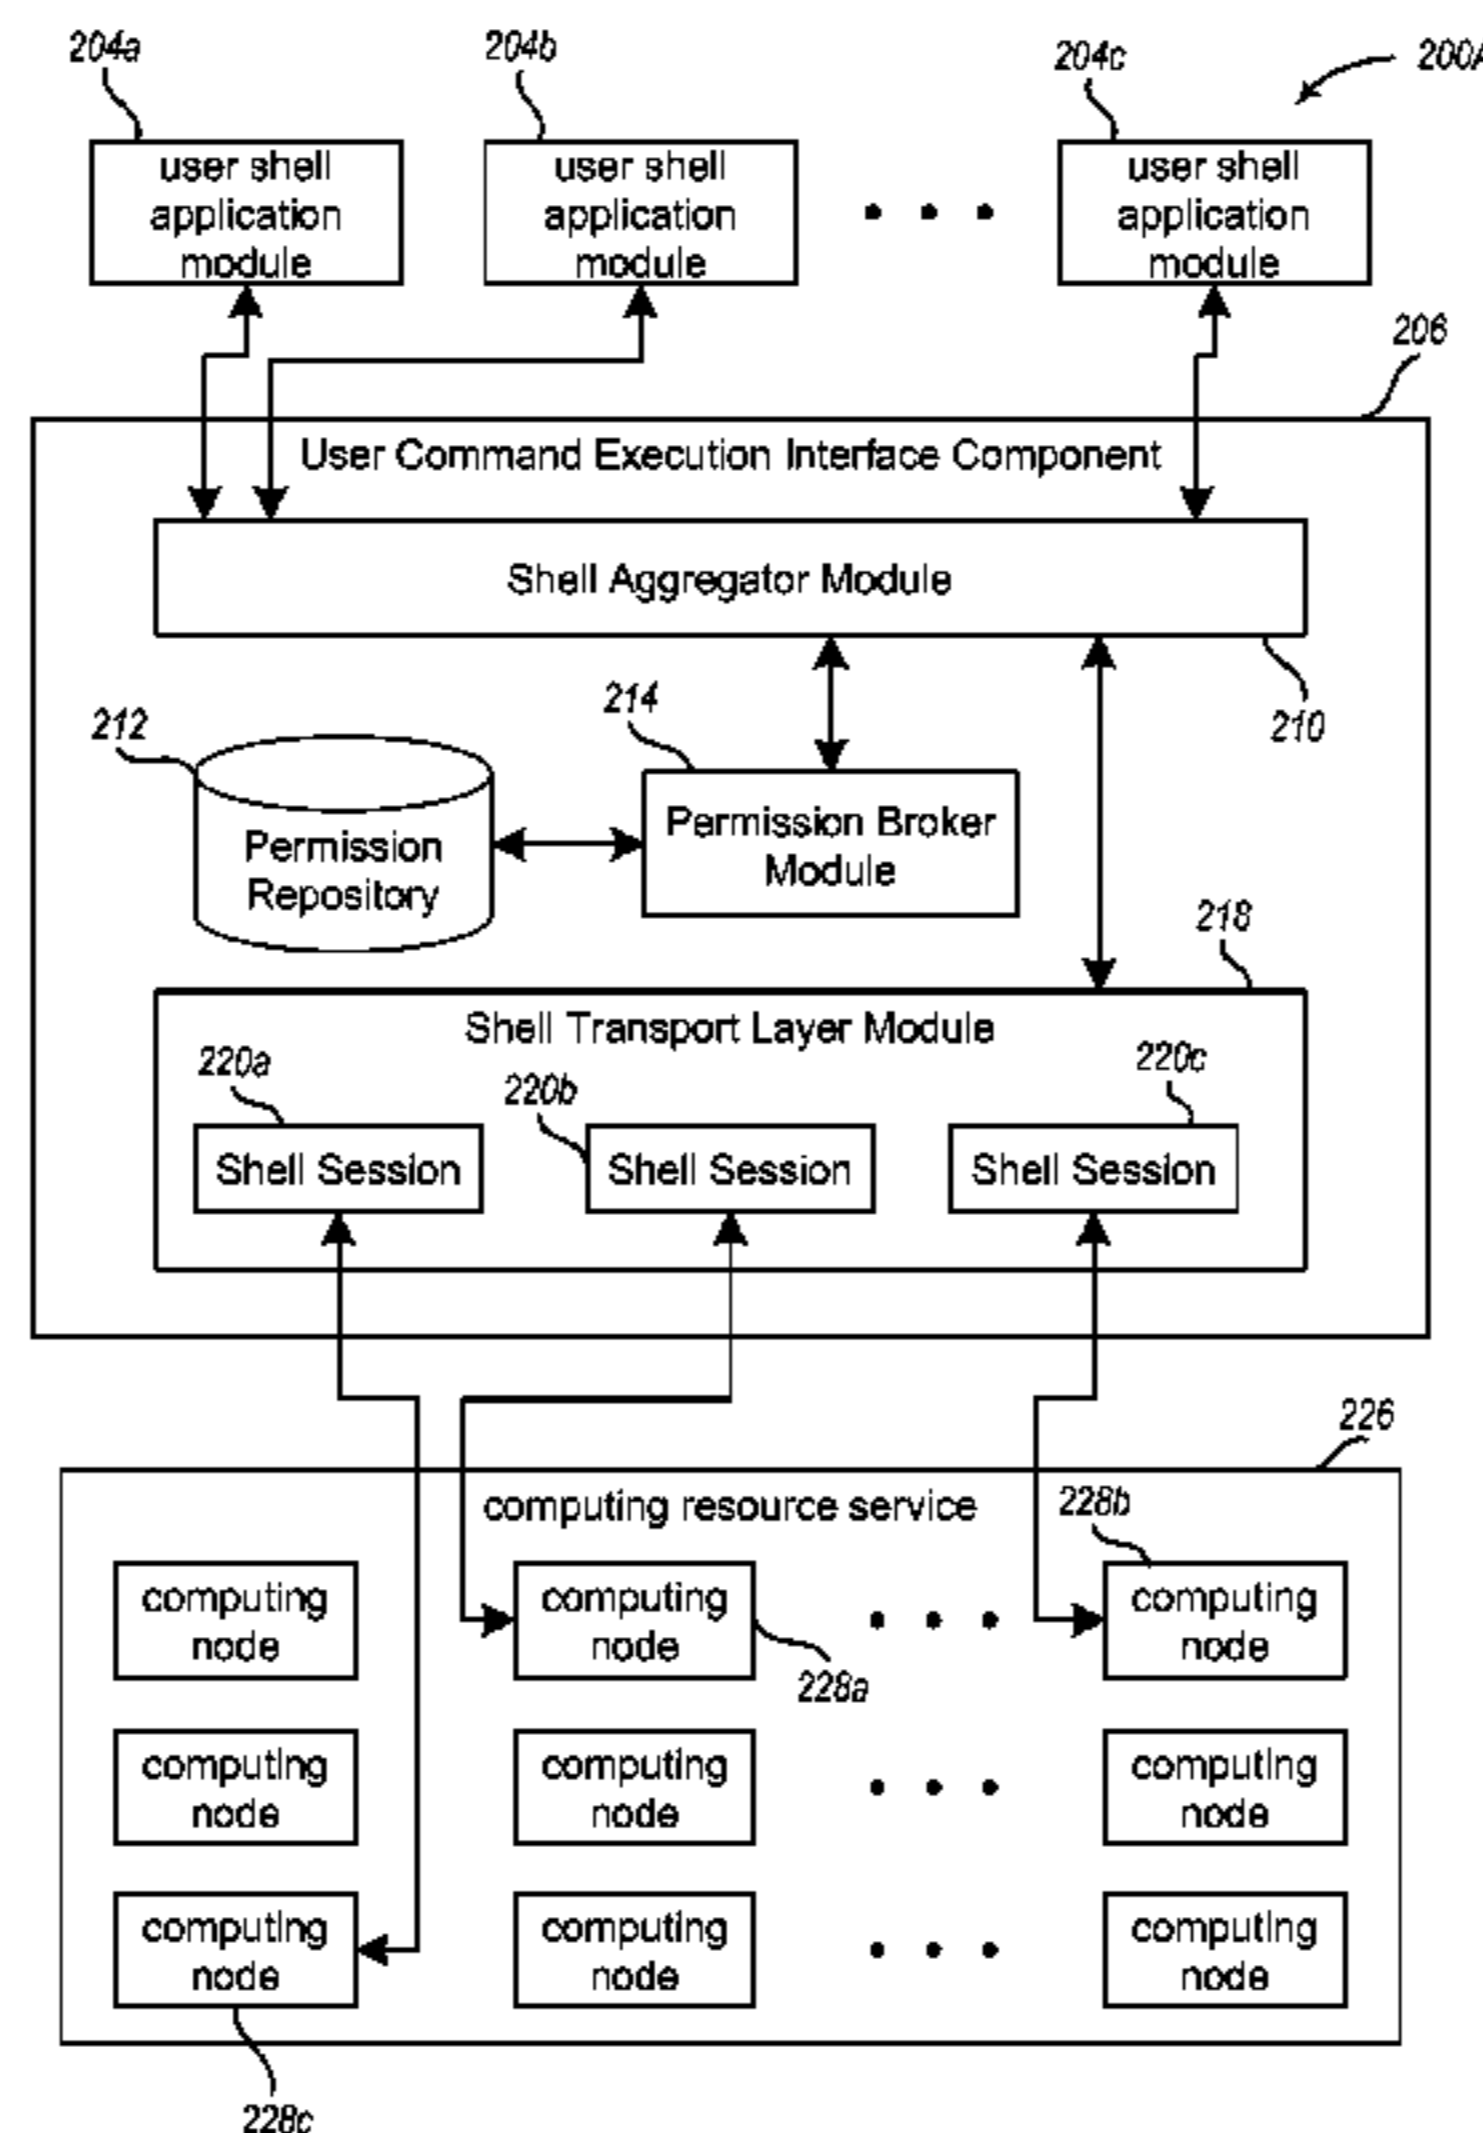 204a
204b
204c
200A
user shell
application
module
user shell
application
module
user shell
application
module
206
User Command Execution Interface Component
Shell Aggregator Module
210
212
214
Permission
Repository
Permission Broker
Module
218
Shell Transport Layer Module
220a
220b
220c
Shell Session
Shell Session
Shell Session
226
computing resource service
228b
computing
node
computing
node
computing
node
228a
computing
node
computing
node
computing
node
computing
node
computing
node
computing
node
228c